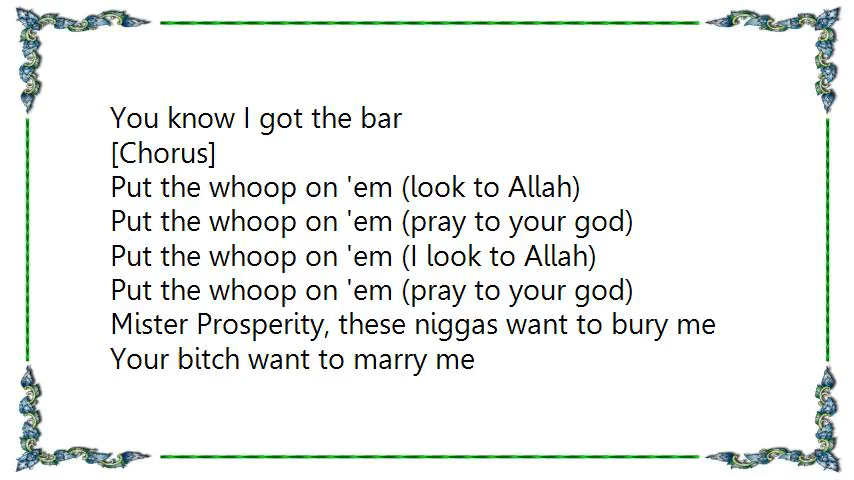 You know I got the bar
[Chorus]
Put the whoop on 'em (look to Allah)
Put the whoop on 'em (pray to your god)
Put the whoop on 'em (I look to Allah)
Put the whoop on 'em (pray to your god)
Mister Prosperity, these niggas want to bury me
Your bitch want to marry me